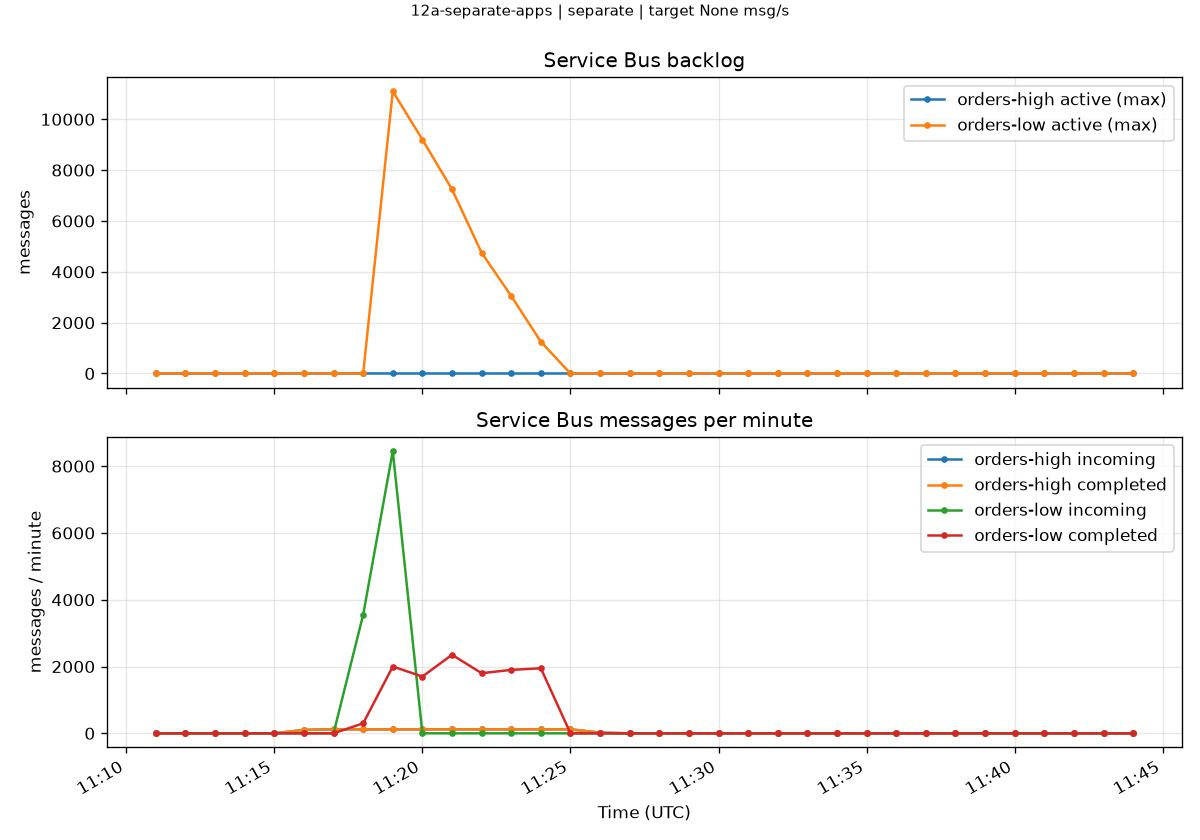 12a-separate-apps | separate | target None msg/s
Service Bus backlog
orders-high active (max)
orders-low active (max)
10000
8000
6000
4000
2000
0
messages
Service Bus messages per minute
orders-high incoming
orders-high completed
orders-low incoming
orders-low completed
8000
6000
4000
2000
0
messages / minute
11:10
11:15
11:20
11:25
11:30
11:35
11:40
11:45
Time (UTC)